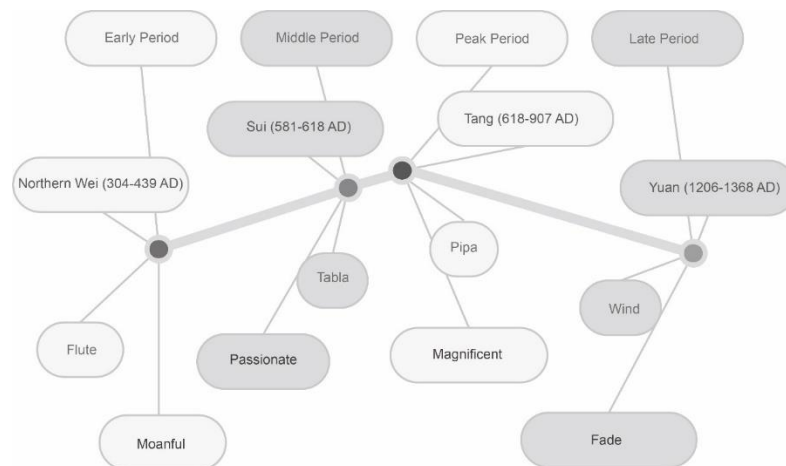 Early Period
Middle Period
Peak Period
Late Period
Sui (581-618 AD)
Tang (618-907 AD)
Northern Wei (304-439 AD)
Yuan (1206-1368 AD)
Pipa
Tabla
Wind
Flute
Passionate
Magnificent
Moanful
Fade